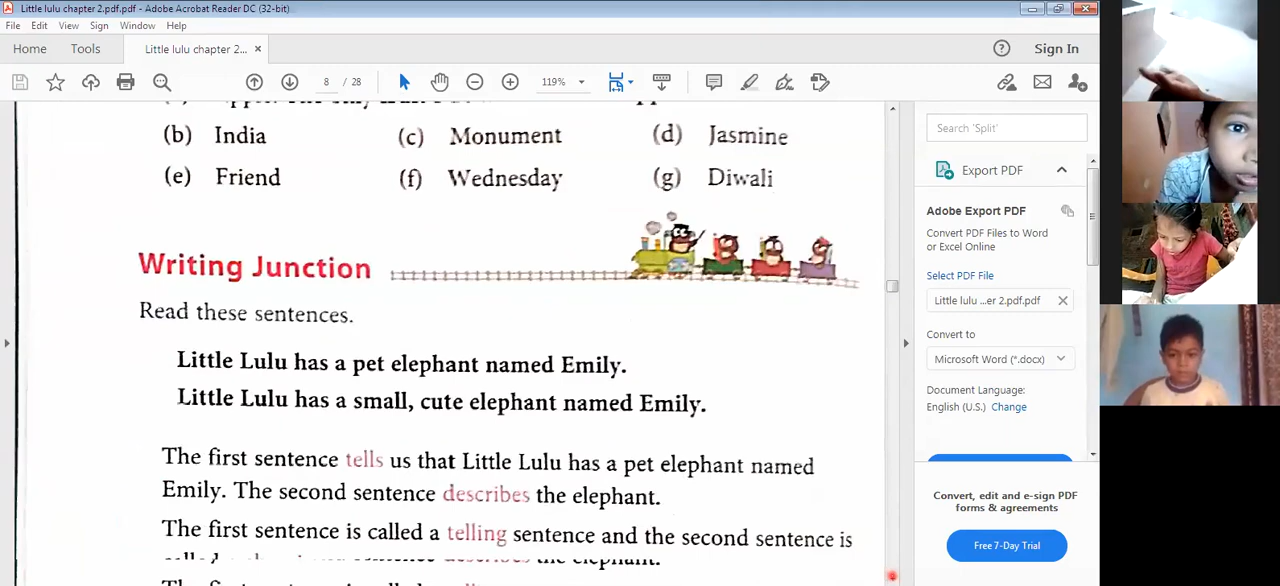 Little lulu chapter 2.pdf.pdf - Adobe Acrobat Reader DC (32-bit)
File Edit View Sign Window Help
Home Tools Little lulu chapter 2... × Sign In
8 / 28 119%
(b) India (c) Monument (d) Jasmine
(e) Friend (f) Wednesday (g) Diwali
Writing Junction
Read these sentences.
Little Lulu has a pet elephant named Emily.
Little Lulu has a small, cute elephant named Emily.
The first sentence tells us that Little Lulu has a pet elephant named
Emily. The second sentence describes the elephant.
The first sentence is called a telling sentence and the second sentence is
the elephant.
Search 'Split'
Export PDF
Adobe Export PDF
Convert PDF Files to Word
or Excel Online
Select PDF File
Little lulu ...er 2.pdf.pdf
Convert to
Microsoft Word (*.docx)
Document Language:
English (U.S.) Change
Convert, edit and e-sign PDF
forms & agreements
Free 7-Day Trial